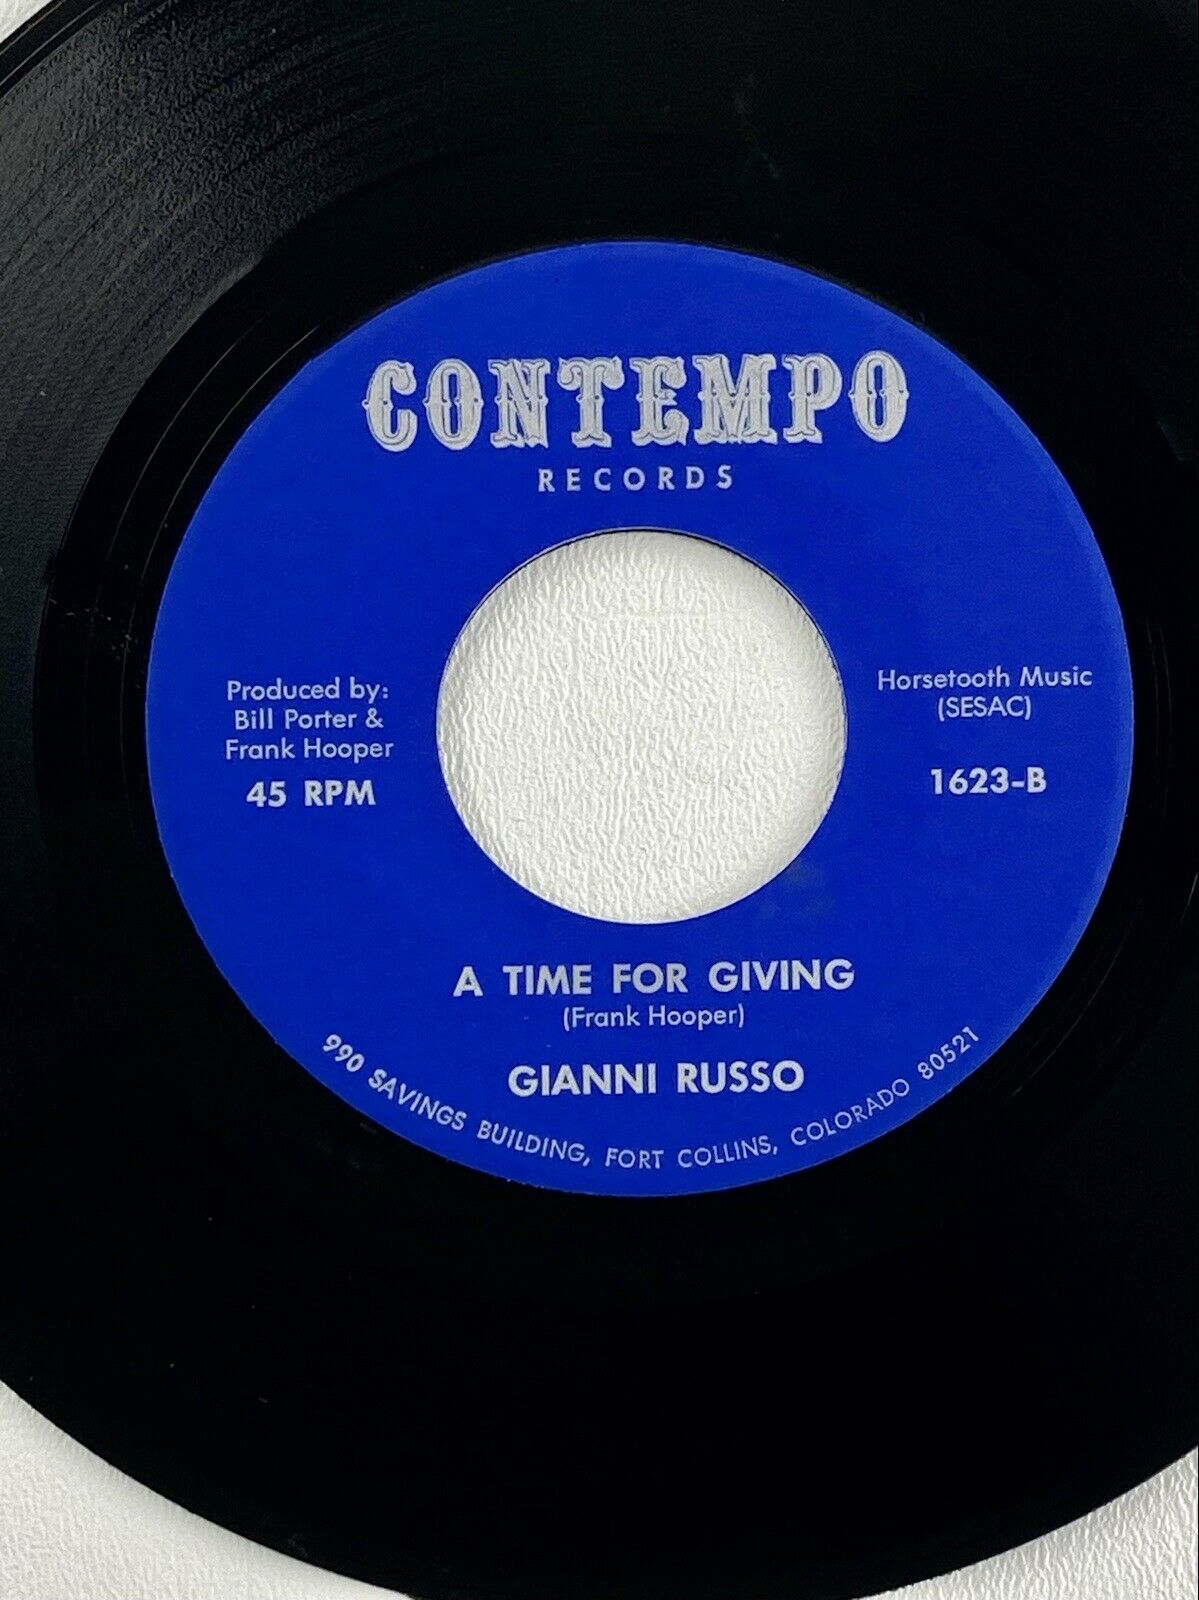 CONTEMPO
RECORDS
Produced by:
Bill Porter &
Frank Hooper
45 RPM
Horsetooth Music
(SESAC)
1623-B
A TIME FOR GIVING
(Frank Hooper)
GIANNI RUSSO
990 SAVINGS BUILDING, FORT COLLINS, COLORADO 80521